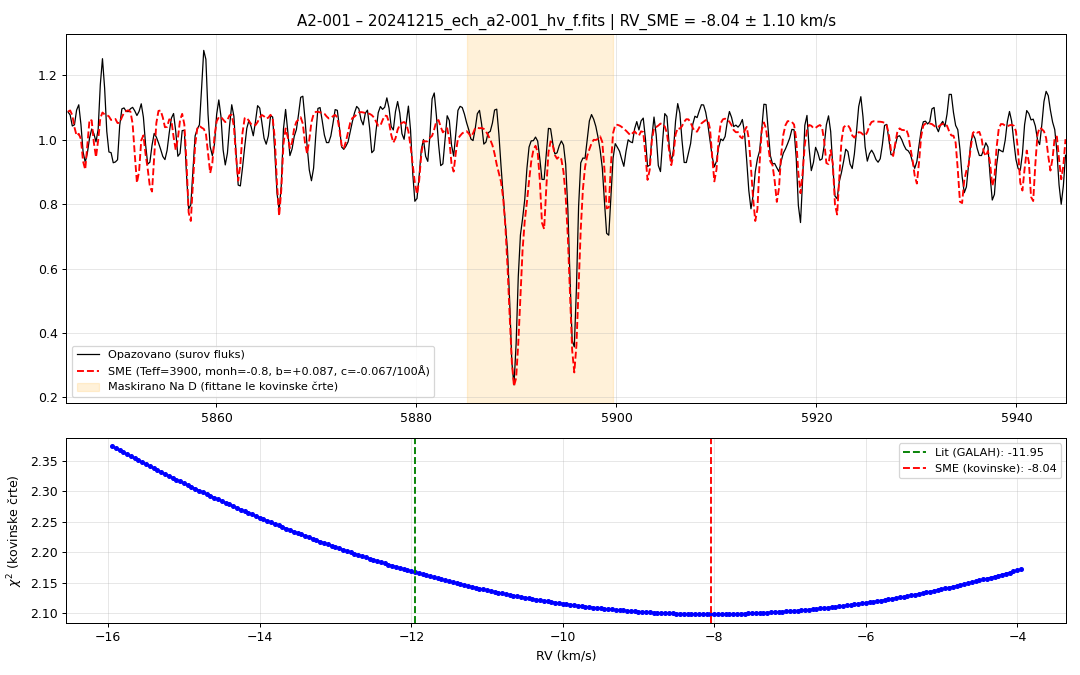 A2-001 – 20241215_ech_a2-001_hv_f.fits | RV_SME = -8.04 ± 1.10 km/s
1.2
1.0
0.8
0.6
0.4
0.2
Opazovano (surov fluks)
SME (Teff=3900, monh=-0.8, b=+0.087, c=-0.067/100Å)
Maskirano Na D (fittane le kovinske črte)
5860 5880 5900 5920 5940
χ² (kovinske črte)
2.35
2.30
2.25
2.20
2.15
2.10
Lit (GALAH): -11.95
SME (kovinske): -8.04
−16 −14 −12 −10 −8 −6 −4
RV (km/s)